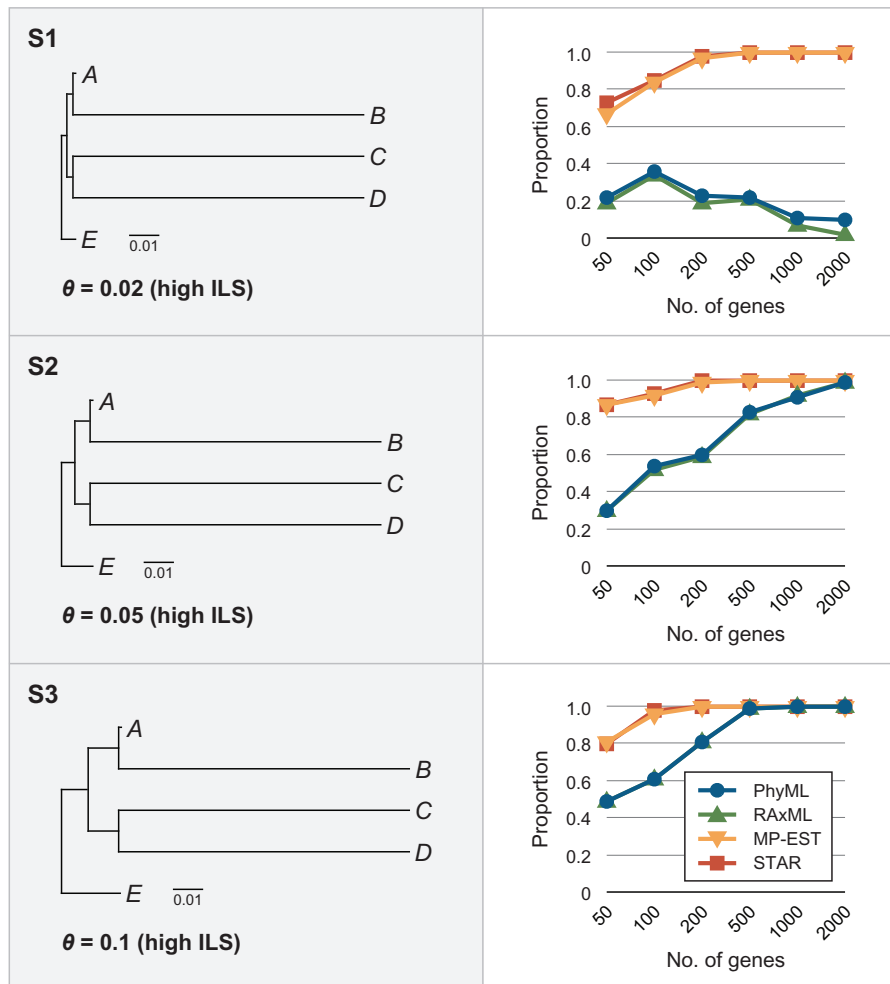 S1
A
B
C
D
E
0.01
θ = 0.02 (high ILS)
Proportion
1.0
0.8
0.6
0.4
0.2
0
50
100
200
500
1000
2000
No. of genes
S2
A
B
C
D
E
0.01
θ = 0.05 (high ILS)
Proportion
1.0
0.8
0.6
0.4
0.2
0
50
100
200
500
1000
2000
No. of genes
S3
A
B
C
D
E
0.01
θ = 0.1 (high ILS)
Proportion
1.0
0.8
0.6
0.4
0.2
0
PhyML
RAxML
MP-EST
STAR
50
100
200
500
1000
2000
No. of genes